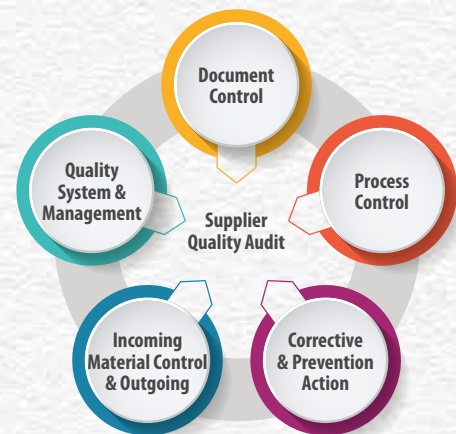 Document
Control
Process
Control
Corrective
& Prevention
Action
Incoming
Material Control
& Outgoing
Quality
System &
Management
Supplier
Quality Audit